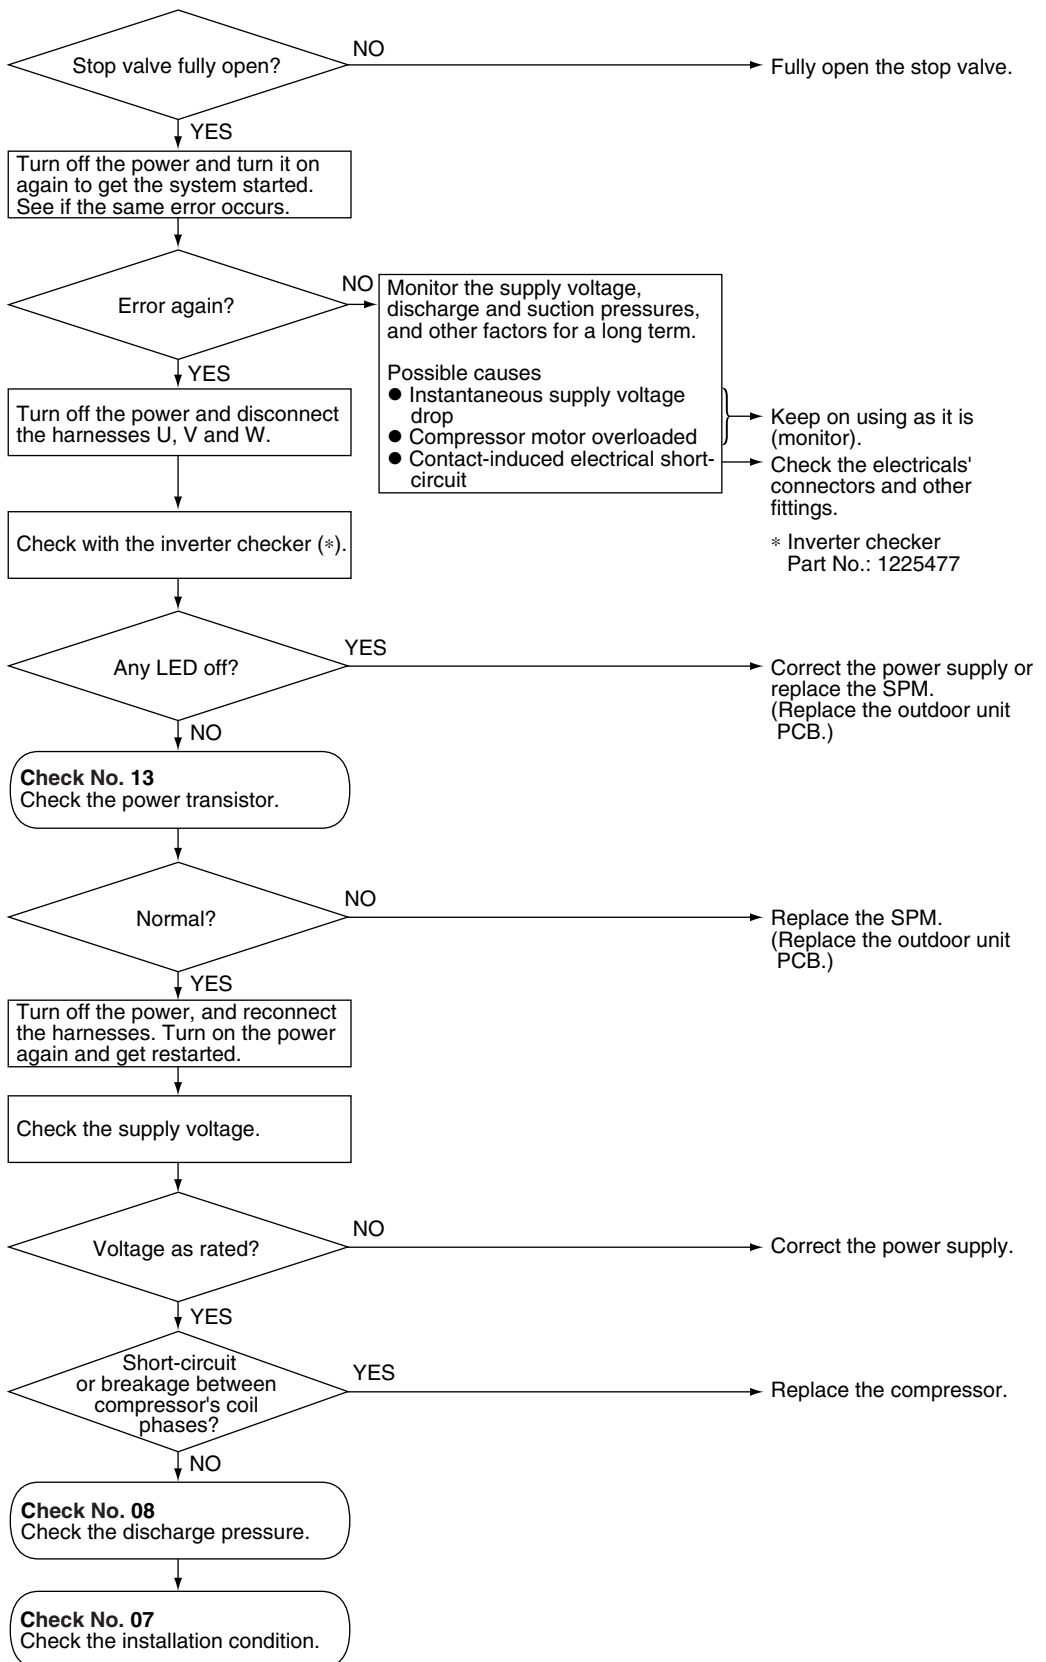 Stop valve fully open?
NO
Fully open the stop valve.
YES
Turn off the power and turn it on
again to get the system started.
See if the same error occurs.
Error again?
NO
Monitor the supply voltage,
discharge and suction pressures,
and other factors for a long term.
Possible causes
● Instantaneous supply voltage
drop
● Compressor motor overloaded
● Contact-induced electrical short-
circuit
Keep on using as it is
(monitor).
Check the electricals'
connectors and other
fittings.
* Inverter checker
Part No.: 1225477
YES
Turn off the power and disconnect
the harnesses U, V and W.
Check with the inverter checker (*).
Any LED off?
YES
Correct the power supply or
replace the SPM.
(Replace the outdoor unit
PCB.)
NO
Check No. 13
Check the power transistor.
Normal?
NO
Replace the SPM.
(Replace the outdoor unit
PCB.)
YES
Turn off the power, and reconnect
the harnesses. Turn on the power
again and get restarted.
Check the supply voltage.
Voltage as rated?
NO
Correct the power supply.
YES
Short-circuit
or breakage between
compressor's coil
phases?
YES
Replace the compressor.
NO
Check No. 08
Check the discharge pressure.
Check No. 07
Check the installation condition.